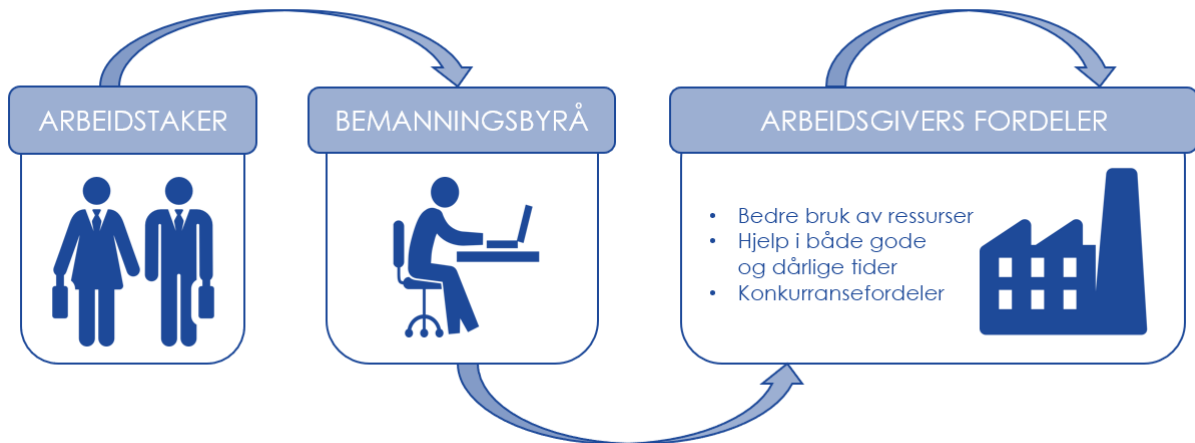 ARBEIDSTAKER
BEMANNINGSBYRÅ
ARBEIDSGIVERS FORDELER
• Bedre bruk av ressurser
• Hjelp i både gode
og dårlige tider
• Konkurransefordeler